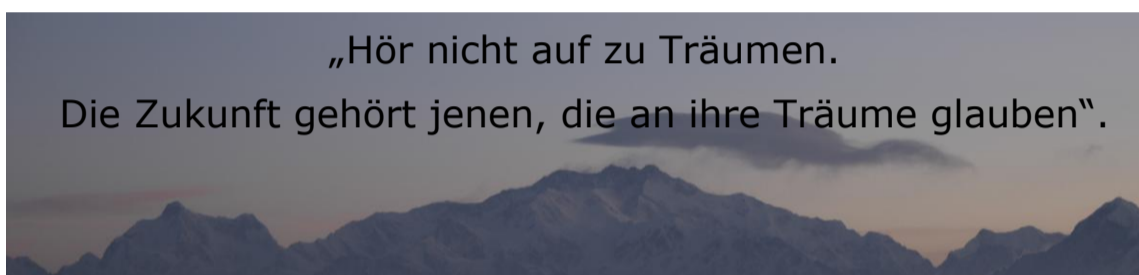 „Hör nicht auf zu Träumen.
Die Zukunft gehört jenen, die an ihre Träume glauben“.